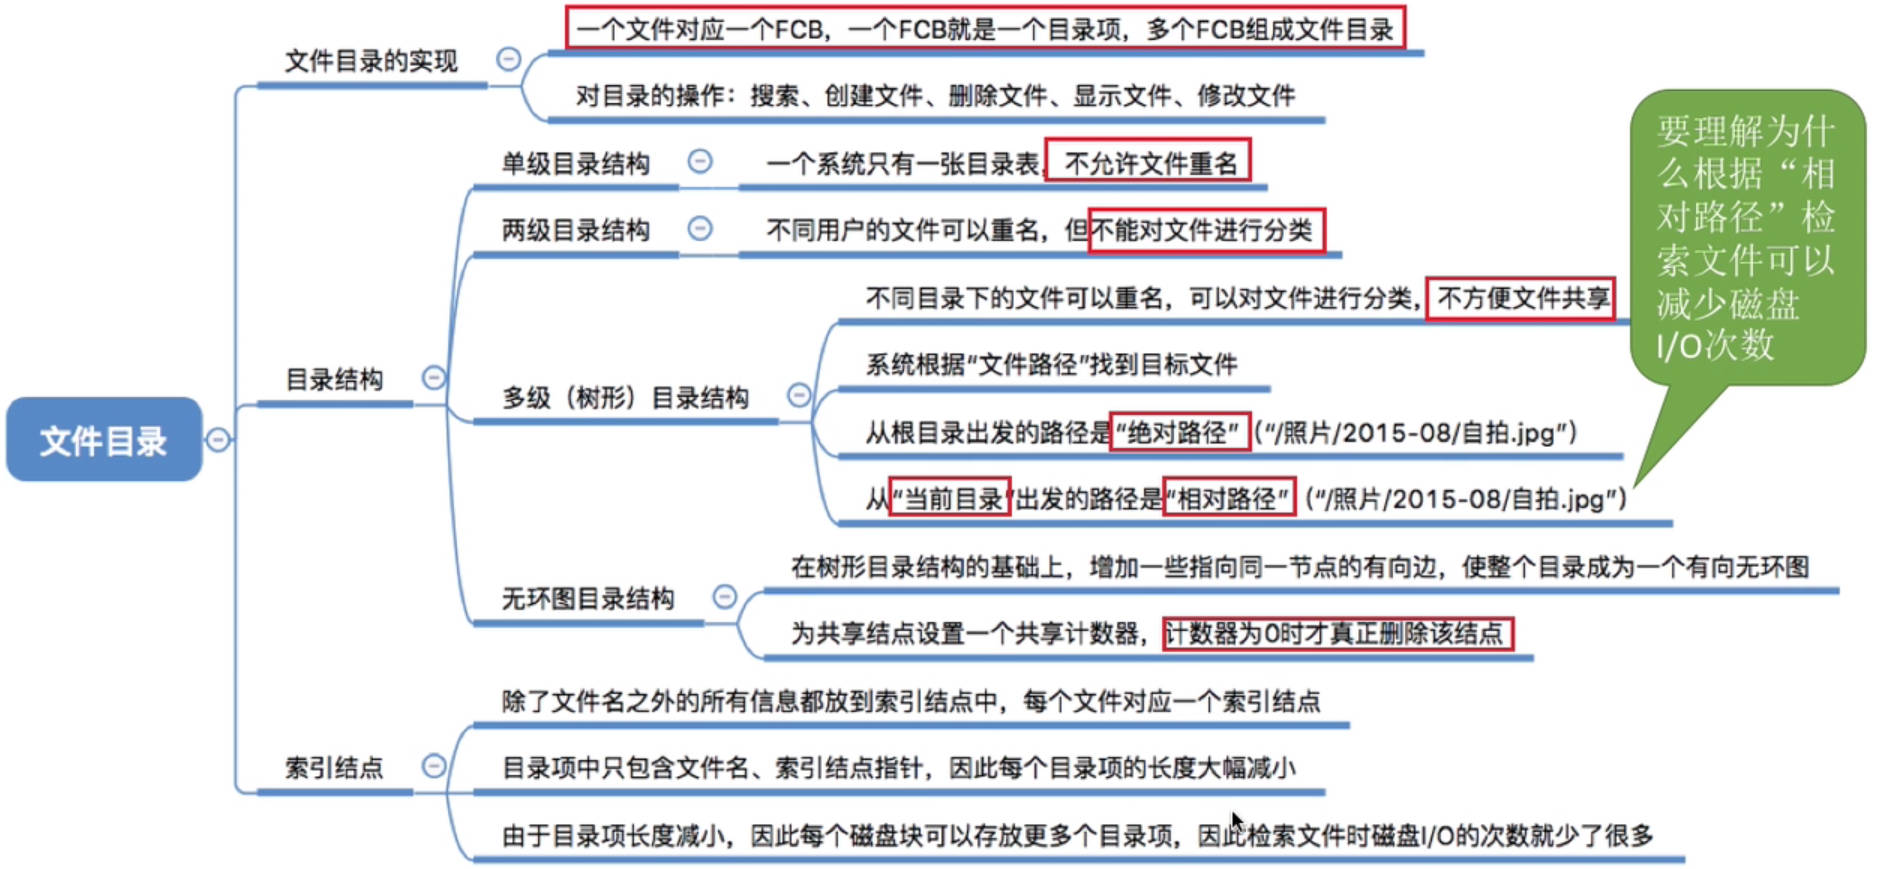 一个文件对应一个FCB，一个FCB就是一个目录项，多个FCB组成文件目录
文件目录的实现
对目录的操作：搜索、创建文件、删除文件、显示文件、修改文件
单级目录结构
一个系统只有一张目录表，不允许文件重名
两级目录结构
不同用户的文件可以重名，但不能对文件进行分类
不同目录下的文件可以重名，可以对文件进行分类，不方便文件共享
系统根据“文件路径”找到目标文件
目录结构
多级（树形）目录结构
从根目录出发的路径是“绝对路径”（“/照片/2015-08/自拍.jpg”）
从“当前目录”出发的路径是“相对路径”（“/照片/2015-08/自拍.jpg”）
要理解为什
么根据“相
对路径”检
索文件可以
减少磁盘
I/O次数
文件目录
在树形目录结构的基础上，增加一些指向同一节点的有向边，使整个目录成为一个有向无环图
无环图目录结构
为共享结点设置一个共享计数器，计数器为0时才真正删除该结点
除了文件名之外的所有信息都放到索引结点中，每个文件对应一个索引结点
索引结点
目录项中只包含文件名、索引结点指针，因此每个目录项的长度大幅减小
由于目录项长度减小，因此每个磁盘块可以存放更多个目录项，因此检索文件时磁盘I/O的次数就少了很多